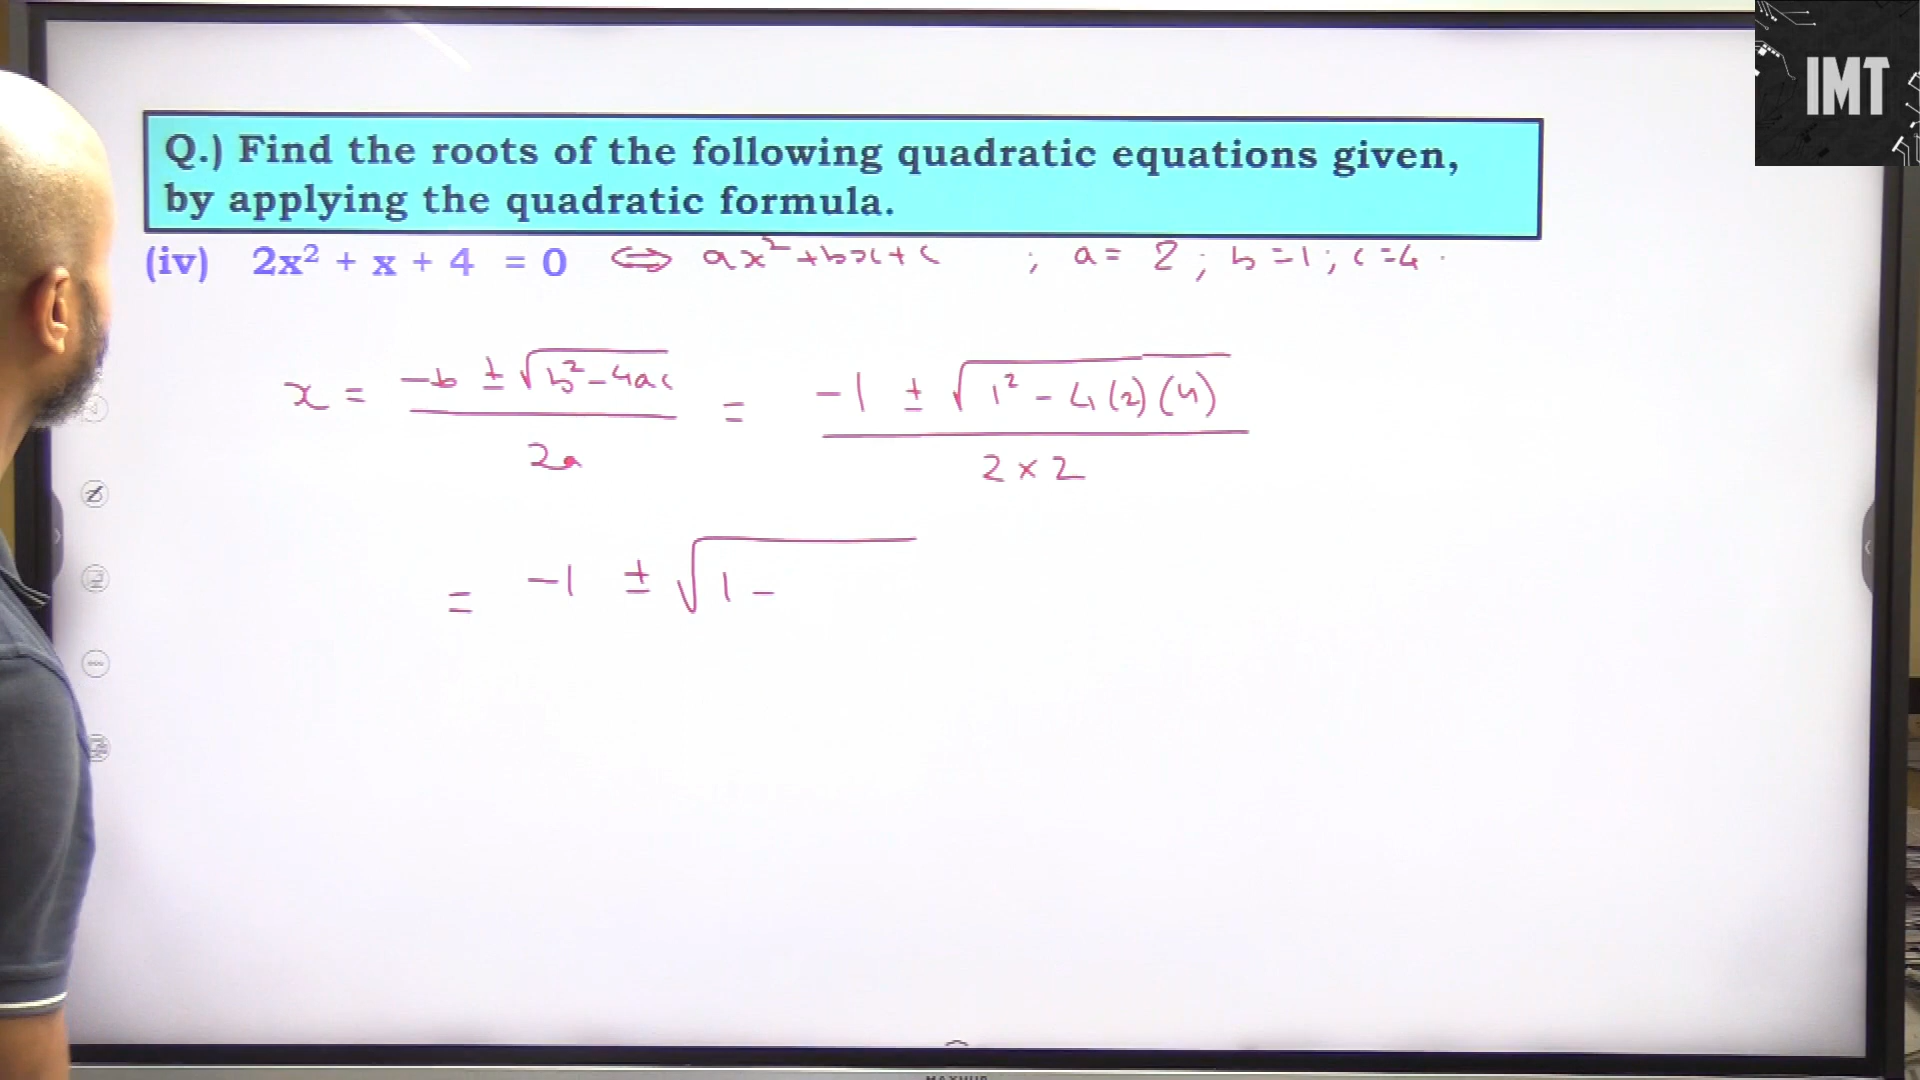 IMT
Q.) Find the roots of the following quadratic equations given,
by applying the quadratic formula.
(iv) 2x² + x + 4 = 0 ⇔ ax²+bx+c ; a= 2 ; b=1 ; c=4 .
x = (-b ± √(b²-4ac))/2a = (-1 ± √(1² - 4(2)(4)))/(2 × 2)
= -1 ± √(1 -